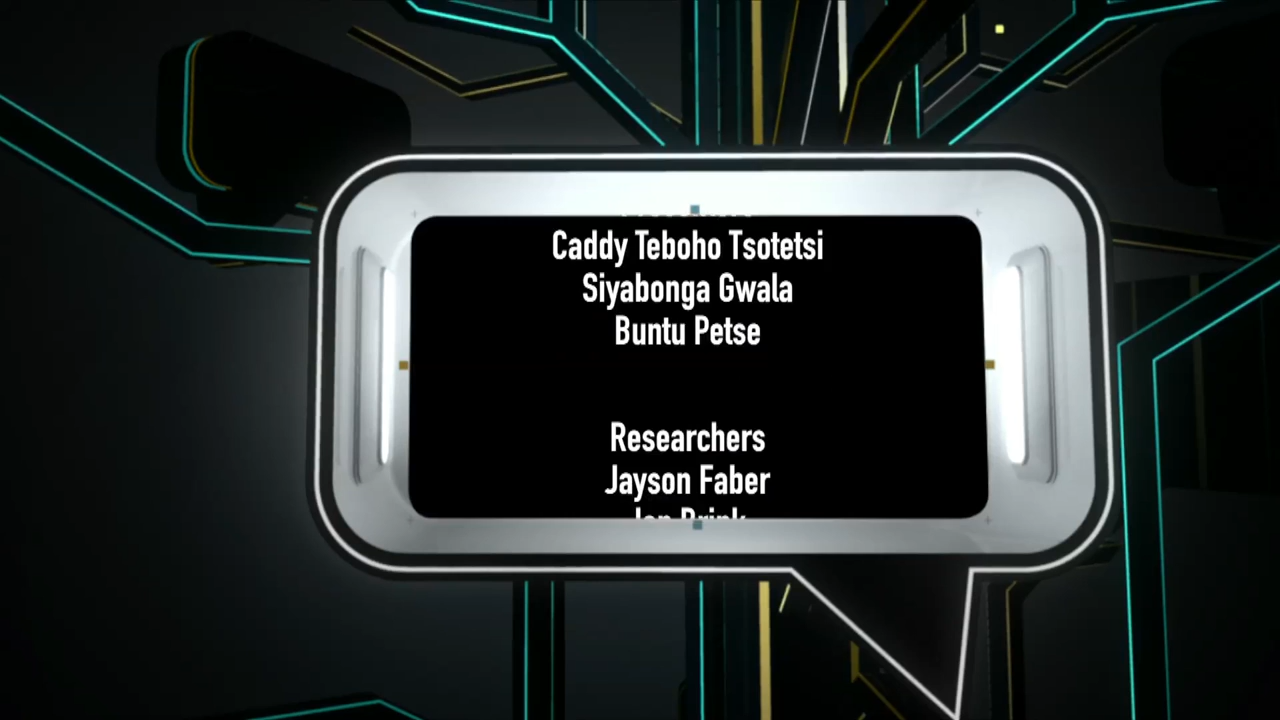 Caddy Teboho Tsotetsi
Siyabonga Gwala
Buntu Petse
Researchers
Jayson Faber